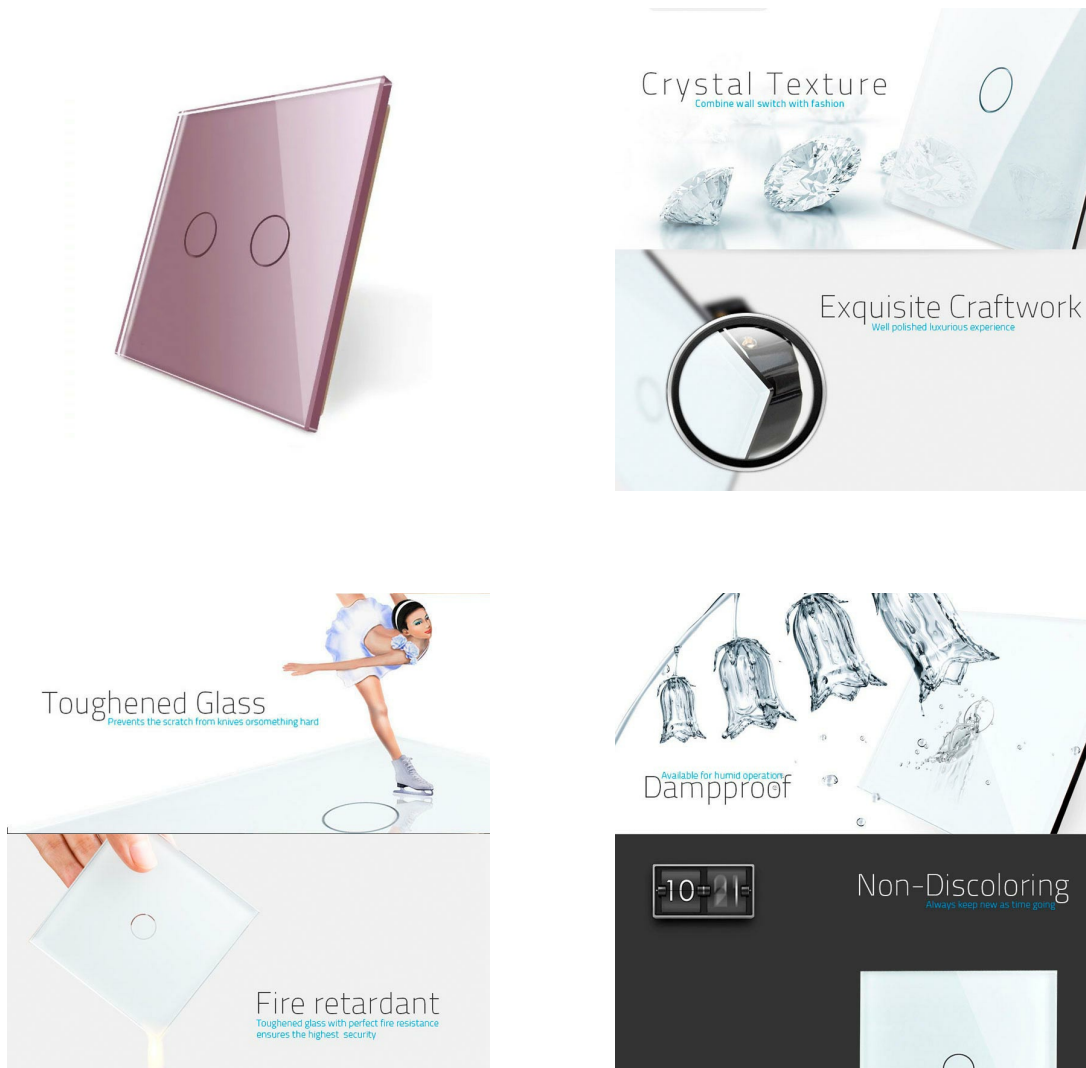 Crystal Texture
Combine wall switch with fashion
Exquisite Craftwork
Well polished luxurious experience
Toughened Glass
Prevents the scratch from knives orsomething hard
Available for humid operation
Dampproof
10 21
Non-Discoloring
Always keep new as time going
Fire retardant
Toughened glass with perfect fire resistance
ensures the highest security